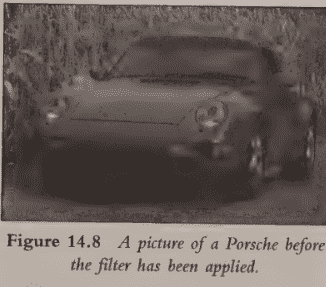 Figure 14.8 A picture of a Porsche before
the filter has been applied.